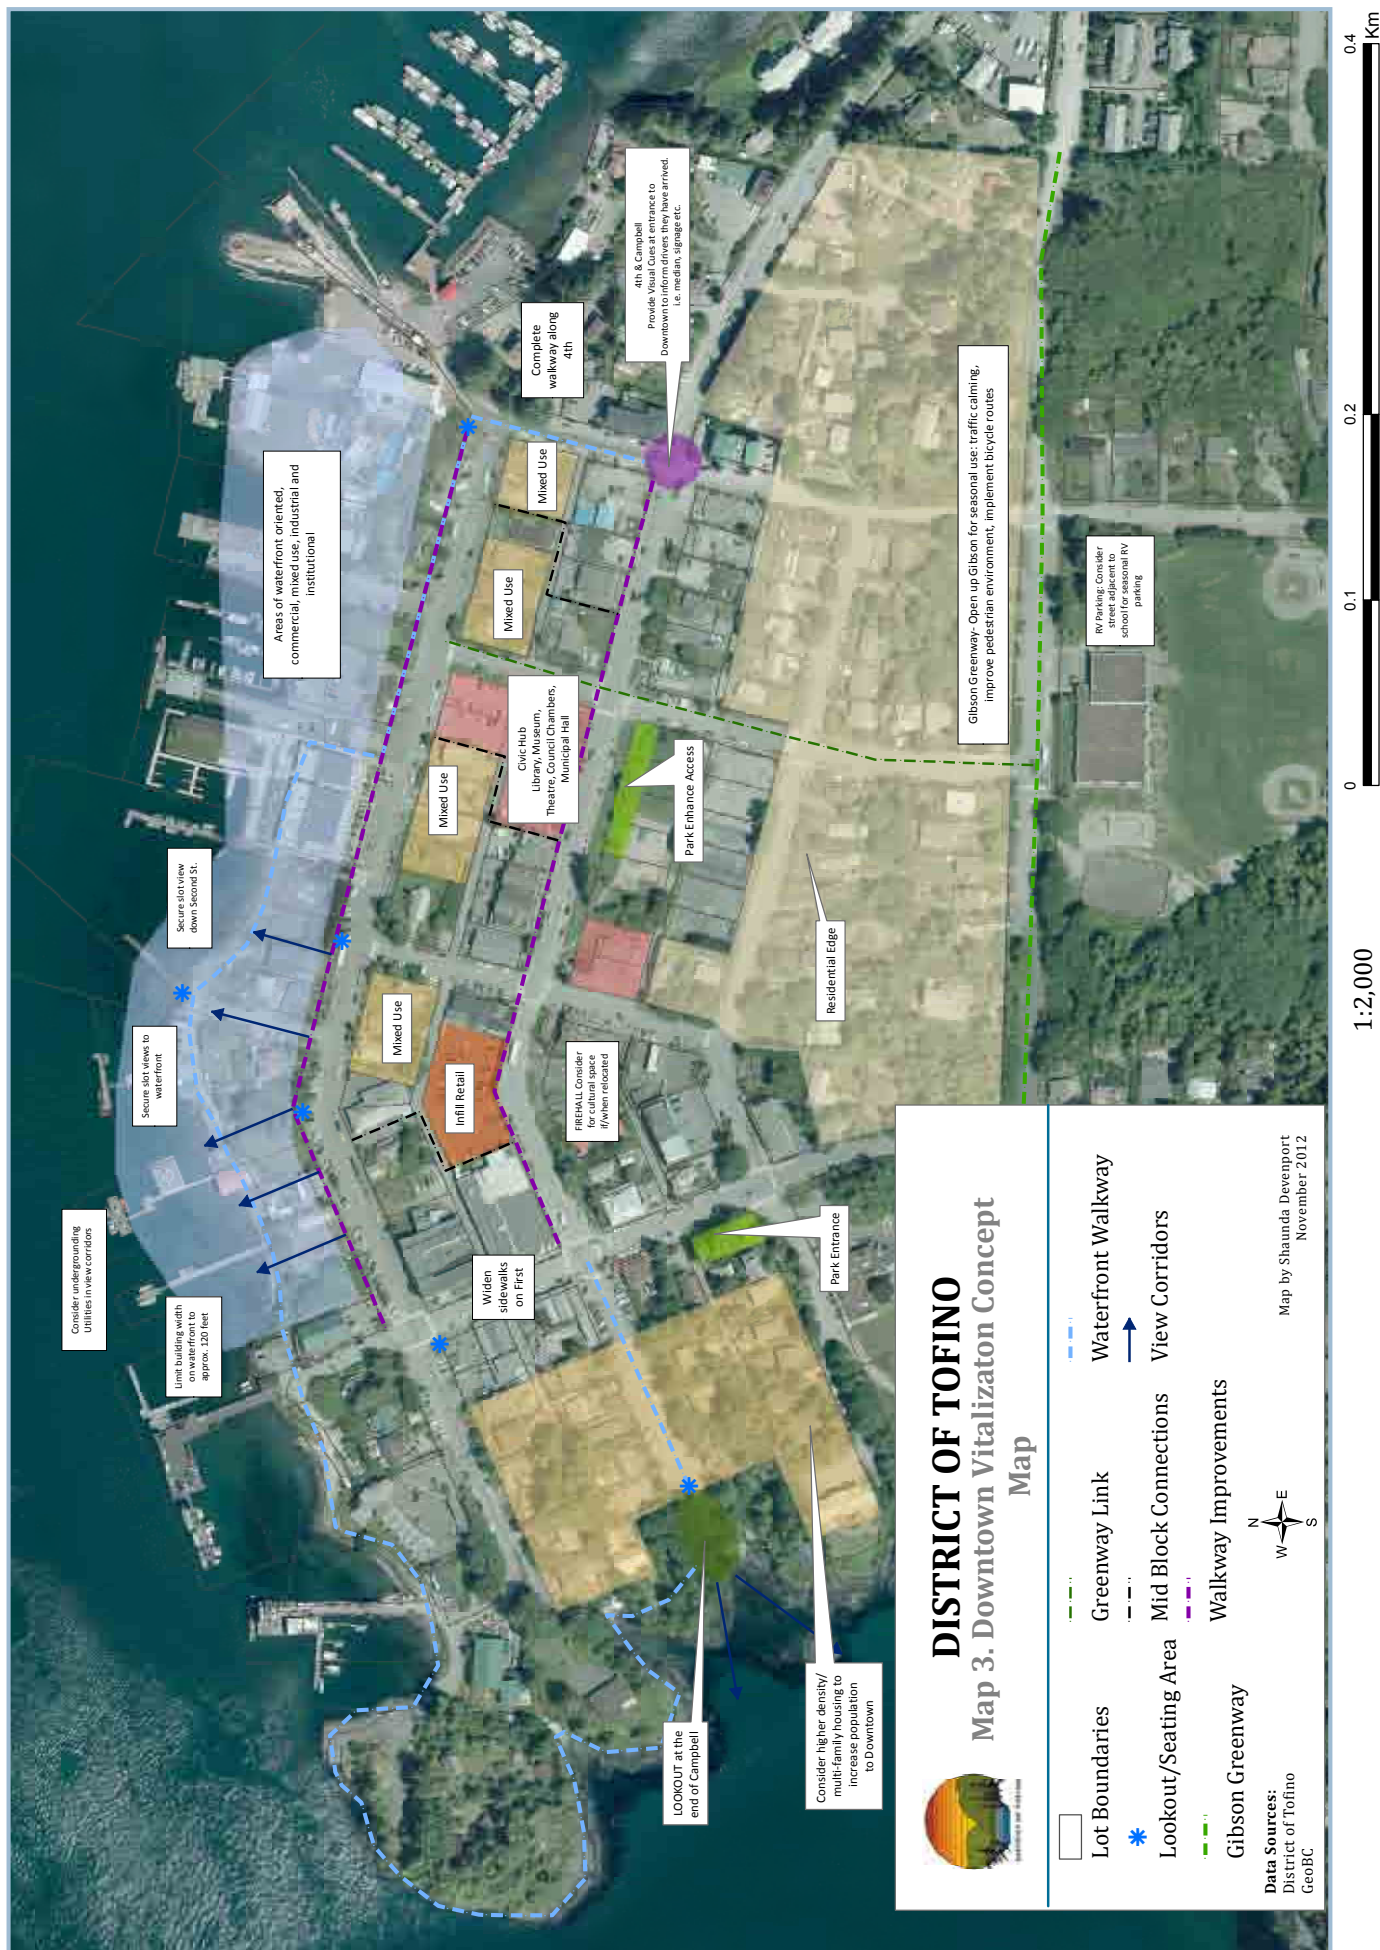 Consider undergrounding
Utilities in view corridors
Limit building width
on waterfront to
approx. 120 feet
Secure slot views to
waterfront
Secure slot view
down Second St.
Areas of waterfront oriented,
commercial, mixed use, industrial and
institutional
Complete
walkway along
4th
4th & Campbell
Provide Visual Cues at entrance to
Downtown to inform drivers they have arrived.
i.e. median, signage etc.
Mixed Use
Mixed Use
Mixed Use
Mixed Use
Infill Retail
Civic Hub
Library, Museum,
Theatre, Council Chambers,
Municipal Hall
Widen
sidewalks
on First
FIREHALL Consider
for cultural space
if/when relocated
Park Enhance Access
Park Entrance
Residential Edge
Gibson Greenway- Open up Gibson for seasonal use: traffic calming,
improve pedestrian environment, implement bicycle routes
RV Parking: Consider
street adjacent to
school for seasonal RV
parking
LOOKOUT at the
end of Campbell
Consider higher density/
multi-family housing to
increase population
to Downtown
DISTRICT OF TOFINO
Map 3. Downtown Vitalizaton Concept
Map
Lot Boundaries
Lookout/Seating Area
Gibson Greenway
Greenway Link
Mid Block Connections
Walkway Improvements
Waterfront Walkway
View Corridors
Data Sources:
District of Tofino
GeoBC
N
W
E
S
Map by Shaunda Devenport
November 2012
1:2,000
0
0.1
0.2
0.4
Km